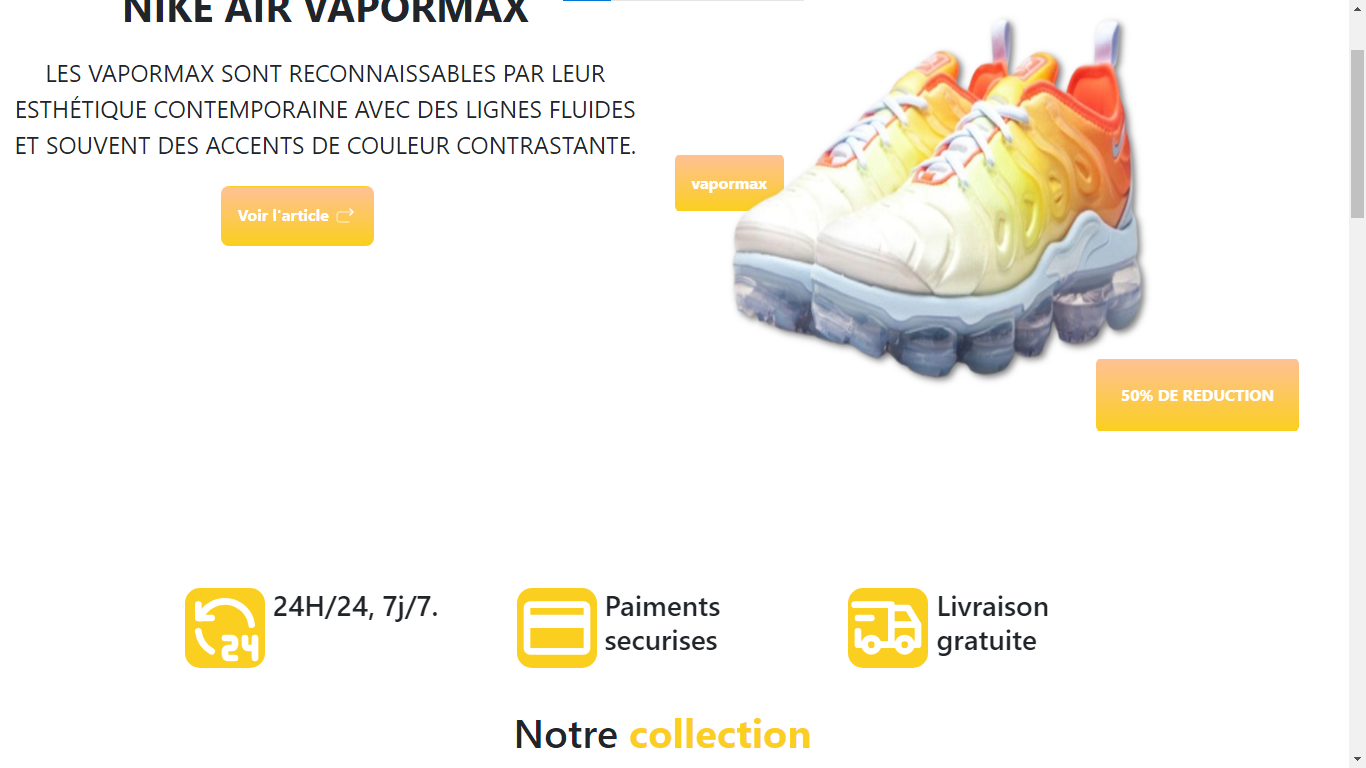 NIKE AIR VAPORMAX
LES VAPORMAX SONT RECONNAISSABLES PAR LEUR
ESTHÉTIQUE CONTEMPORAINE AVEC DES LIGNES FLUIDES
ET SOUVENT DES ACCENTS DE COULEUR CONTRASTANTE.
Voir l'article
vapormax
50% DE REDUCTION
24
24H/24, 7j/7.
Paiments
securises
Livraison
gratuite
Notre collection